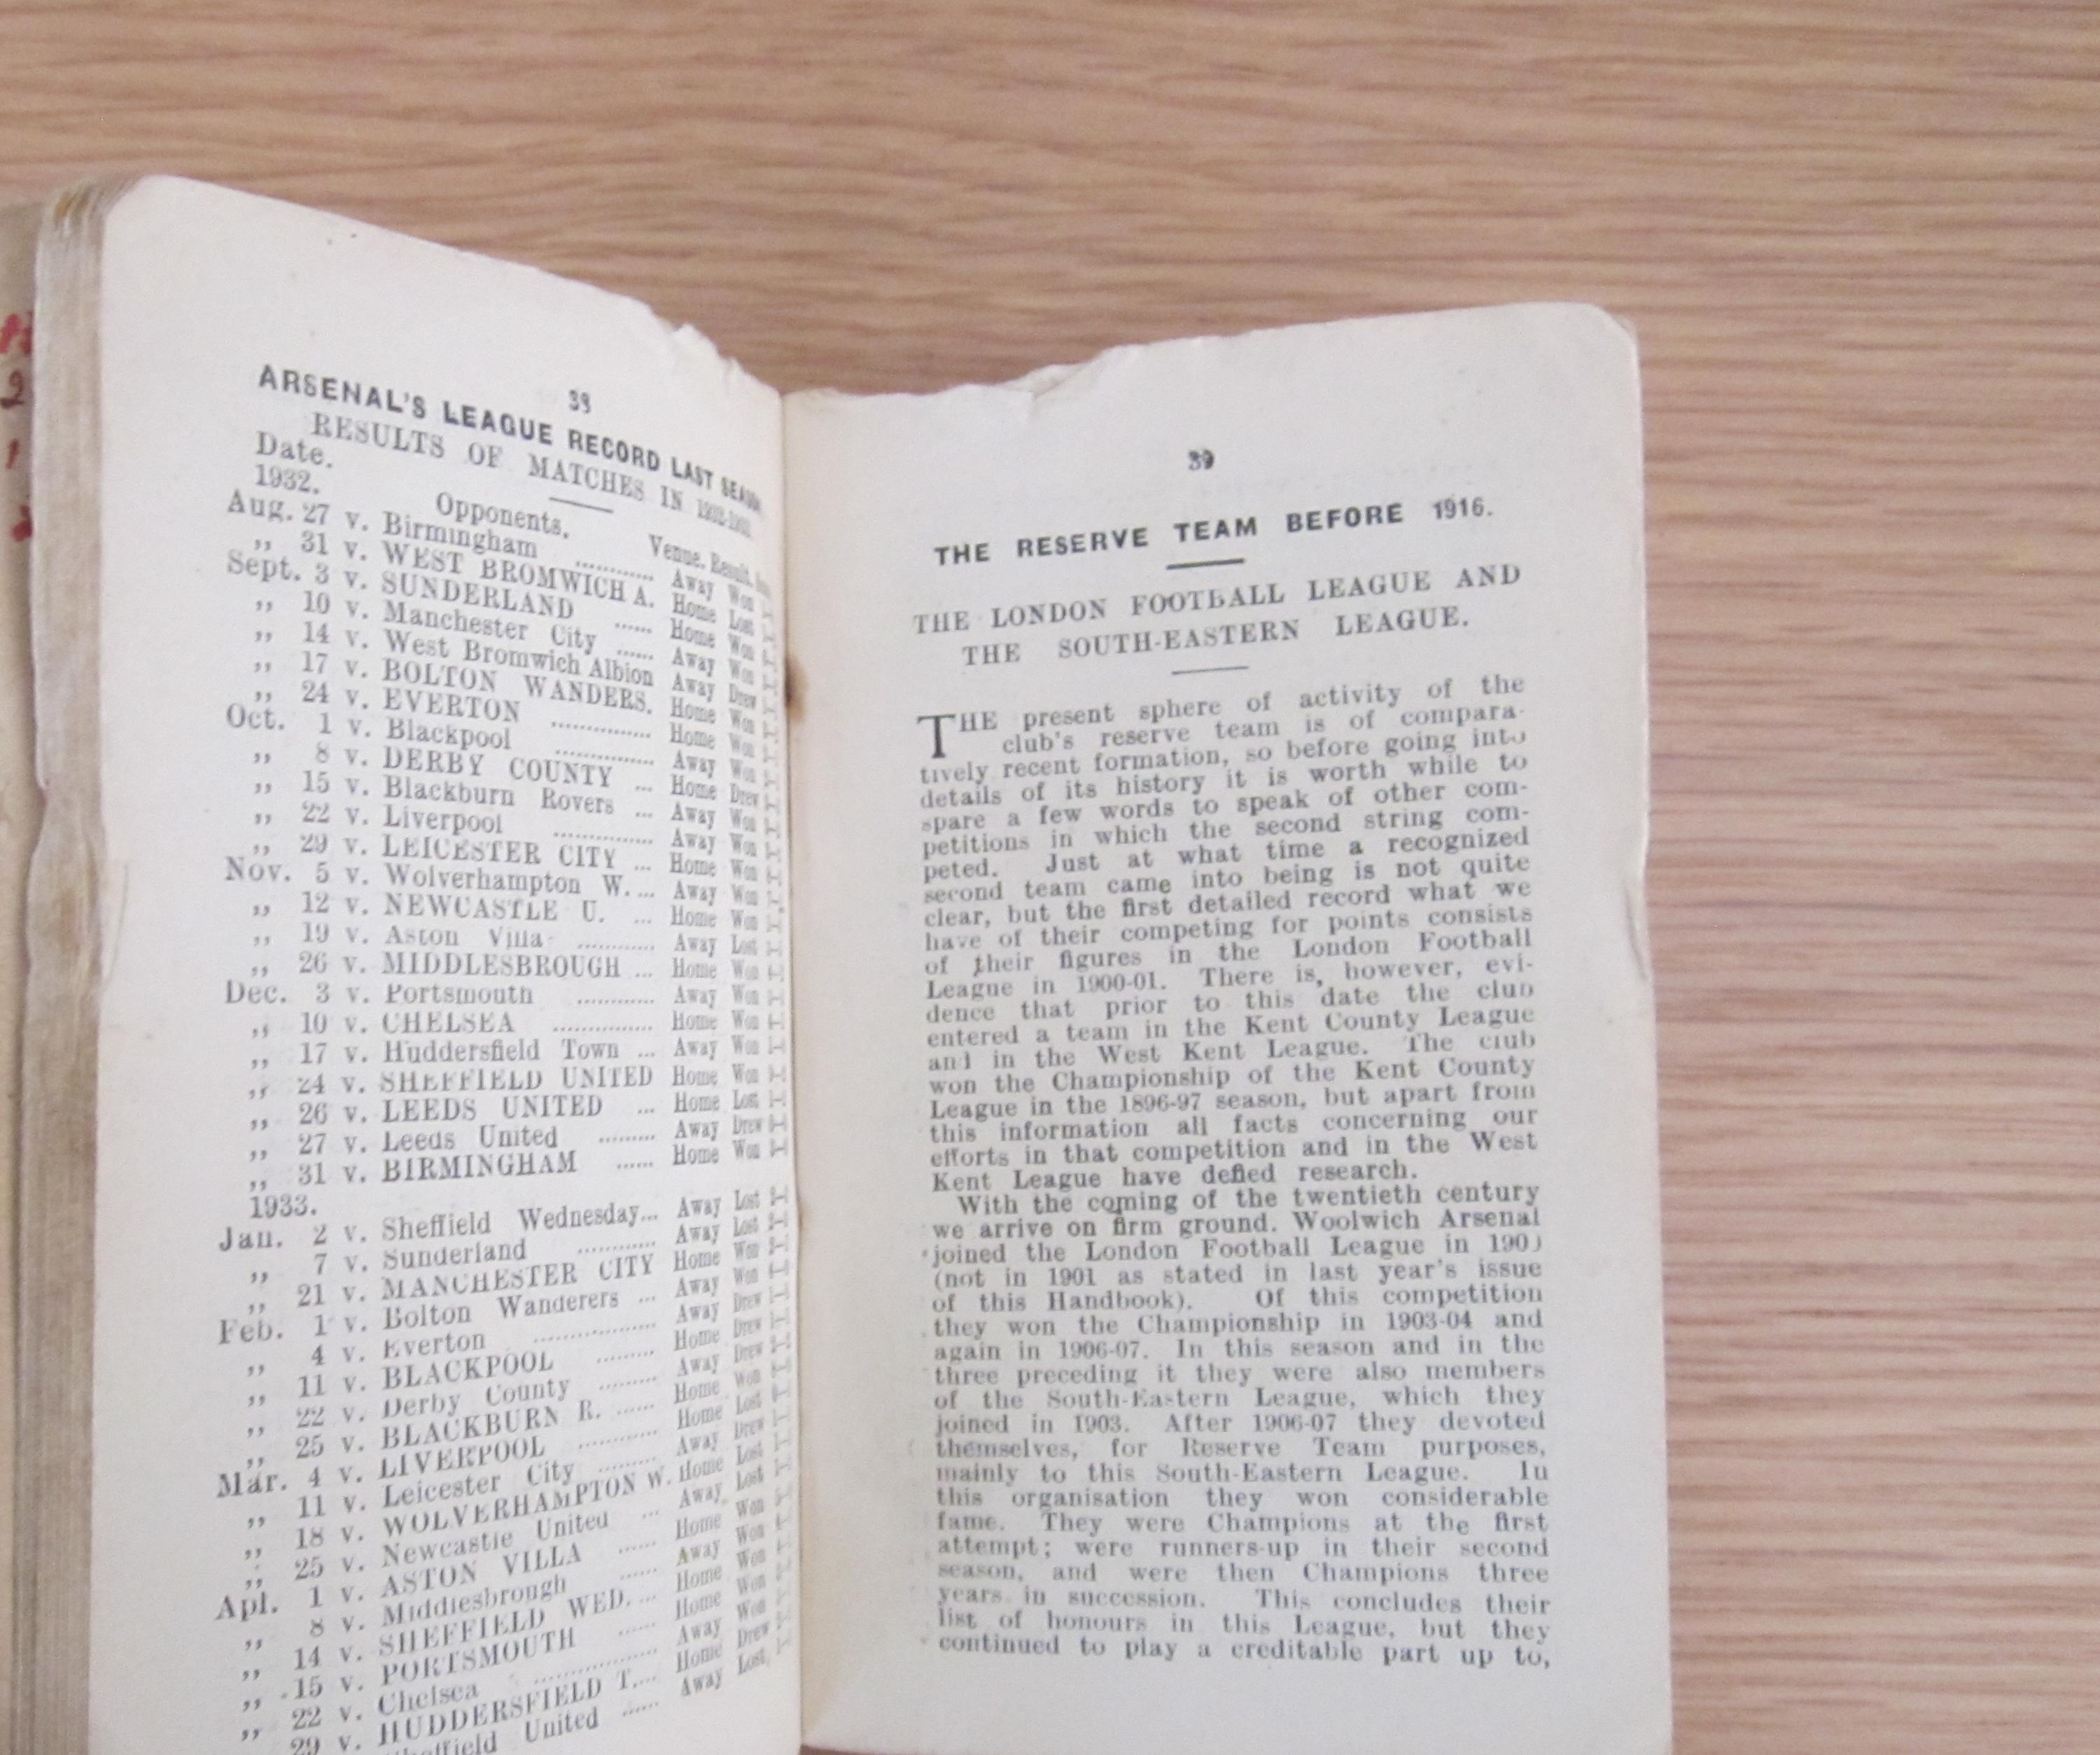 38
ARSENAL'S LEAGUE RECORD LAST SEASON
RESULTS OF MATCHES IN
Date. Opponents. Venue. Result.
1932.
Aug. 27 v. Birmingham ............ Away Won
,, 31 v. WEST BROMWICH A. Home Lost
Sept. 3 v. SUNDERLAND ...... Home Won
,, 10 v. Manchester City ...... Away Won
,, 14 v. West Bromwich Albion Away Drew
,, 17 v. BOLTON WANDERS. Home Won
,, 24 v. EVERTON ............... Home Won
Oct. 1 v. Blackpool ............... Away Won
,, 8 v. DERBY COUNTY ... Home Drew
,, 15 v. Blackburn Rovers ... Away Won
,, 22 v. Liverpool ............... Away Won
,, 29 v. LEICESTER CITY ... Home Won
Nov. 5 v. Wolverhampton W. ... Away Won
,, 12 v. NEWCASTLE U. ... Home Won
,, 19 v. Aston Villa ............ Away Lost
,, 26 v. MIDDLESBROUGH ... Home Won
Dec. 3 v. Portsmouth ............ Away Won
,, 10 v. CHELSEA ............... Home Won
,, 17 v. Huddersfield Town ... Away Won
,, 24 v. SHEFFIELD UNITED Home Won
,, 26 v. LEEDS UNITED ... Home Lost
,, 27 v. Leeds United ......... Away Drew
,, 31 v. BIRMINGHAM ...... Home Won
1933.
Jan. 2 v. Sheffield Wednesday... Away Lost
,, 7 v. Sunderland ............ Away Lost
,, 21 v. MANCHESTER CITY Home Won
Feb. 1 v. Bolton Wanderers ... Away Won
,, 4 v. Everton .................. Away Drew
,, 11 v. BLACKPOOL ......... Home Drew
,, 22 v. Derby County ......... Away Drew
,, 25 v. BLACKBURN R. ...... Home Won
Mar. 4 v. LIVERPOOL ............ Home Lost
,, 11 v. Leicester City ......... Away Drew
,, 18 v. WOLVERHAMPTON W. Home Lost
,, 25 v. Newcastle United ... Away Lost
Apl. 1 v. ASTON VILLA ...... Home Won
,, 8 v. Middlesbrough ...... Away Won
,, 14 v. SHEFFIELD WED. ... Home Won
,, 15 v. PORTSMOUTH ...... Home Won
,, 22 v. Chelsea .................. Away Won
,, 29 v. HUDDERSFIELD T.... Home Drew
Sheffield United ...... Away Lost
39
THE RESERVE TEAM BEFORE 1916.
THE LONDON FOOTBALL LEAGUE AND
THE SOUTH-EASTERN LEAGUE.
THE present sphere of activity of the
club's reserve team is of compara-
tively recent formation, so before going into
details of its history it is worth while to
spare a few words to speak of other com-
petitions in which the second string com-
peted. Just at what time a recognized
second team came into being is not quite
clear, but the first detailed record what we
have of their competing for points consists
of their figures in the London Football
League in 1900-01. There is, however, evi-
dence that prior to this date the club
entered a team in the Kent County League
and in the West Kent League. The club
won the Championship of the Kent County
League in the 1896-97 season, but apart from
this information all facts concerning our
efforts in that competition and in the West
Kent League have defied research.
With the coming of the twentieth century
we arrive on firm ground. Woolwich Arsenal
joined the London Football League in 1900
(not in 1901 as stated in last year's issue
of this Handbook). Of this competition
they won the Championship in 1903-04 and
again in 1906-07. In this season and in the
three preceding it they were also members
of the South-Eastern League, which they
joined in 1903. After 1906-07 they devoted
themselves, for Reserve Team purposes,
mainly to this South-Eastern League. In
this organisation they won considerable
fame. They were Champions at the first
attempt; were runners-up in their second
season, and were then Champions three
years in succession. This concludes their
list of honours in this League, but they
continued to play a creditable part up to,